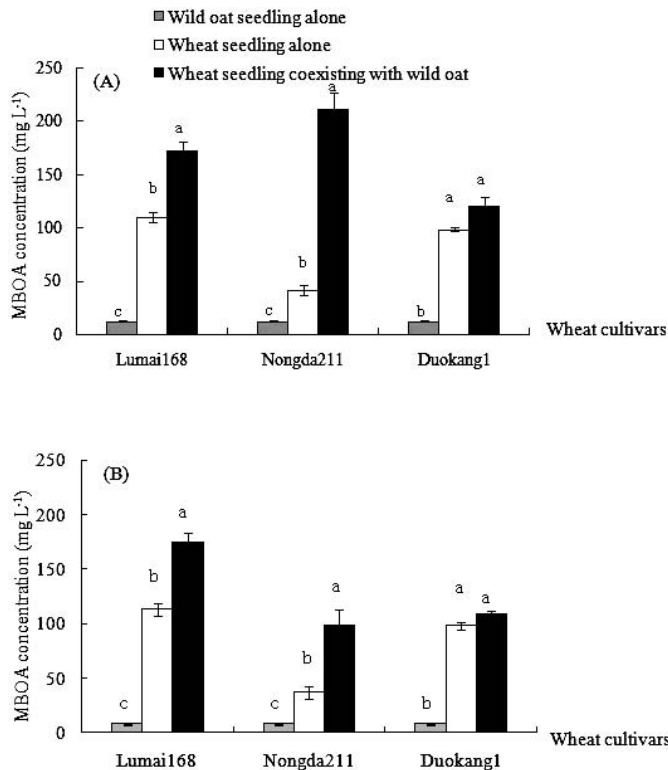 Wild oat seedling alone
Wheat seedling alone
Wheat seedling coexisting with wild oat
(A)
MBOA concentration (mg L⁻¹)
250
200
150
100
50
0
c
b
a
c
b
a
b
a
a
Lumai168
Nongda211
Duokang1
Wheat cultivars
(B)
MBOA concentration (mg L⁻¹)
250
200
150
100
50
0
c
b
a
c
b
a
b
a
a
Lumai168
Nongda211
Duokang1
Wheat cultivars